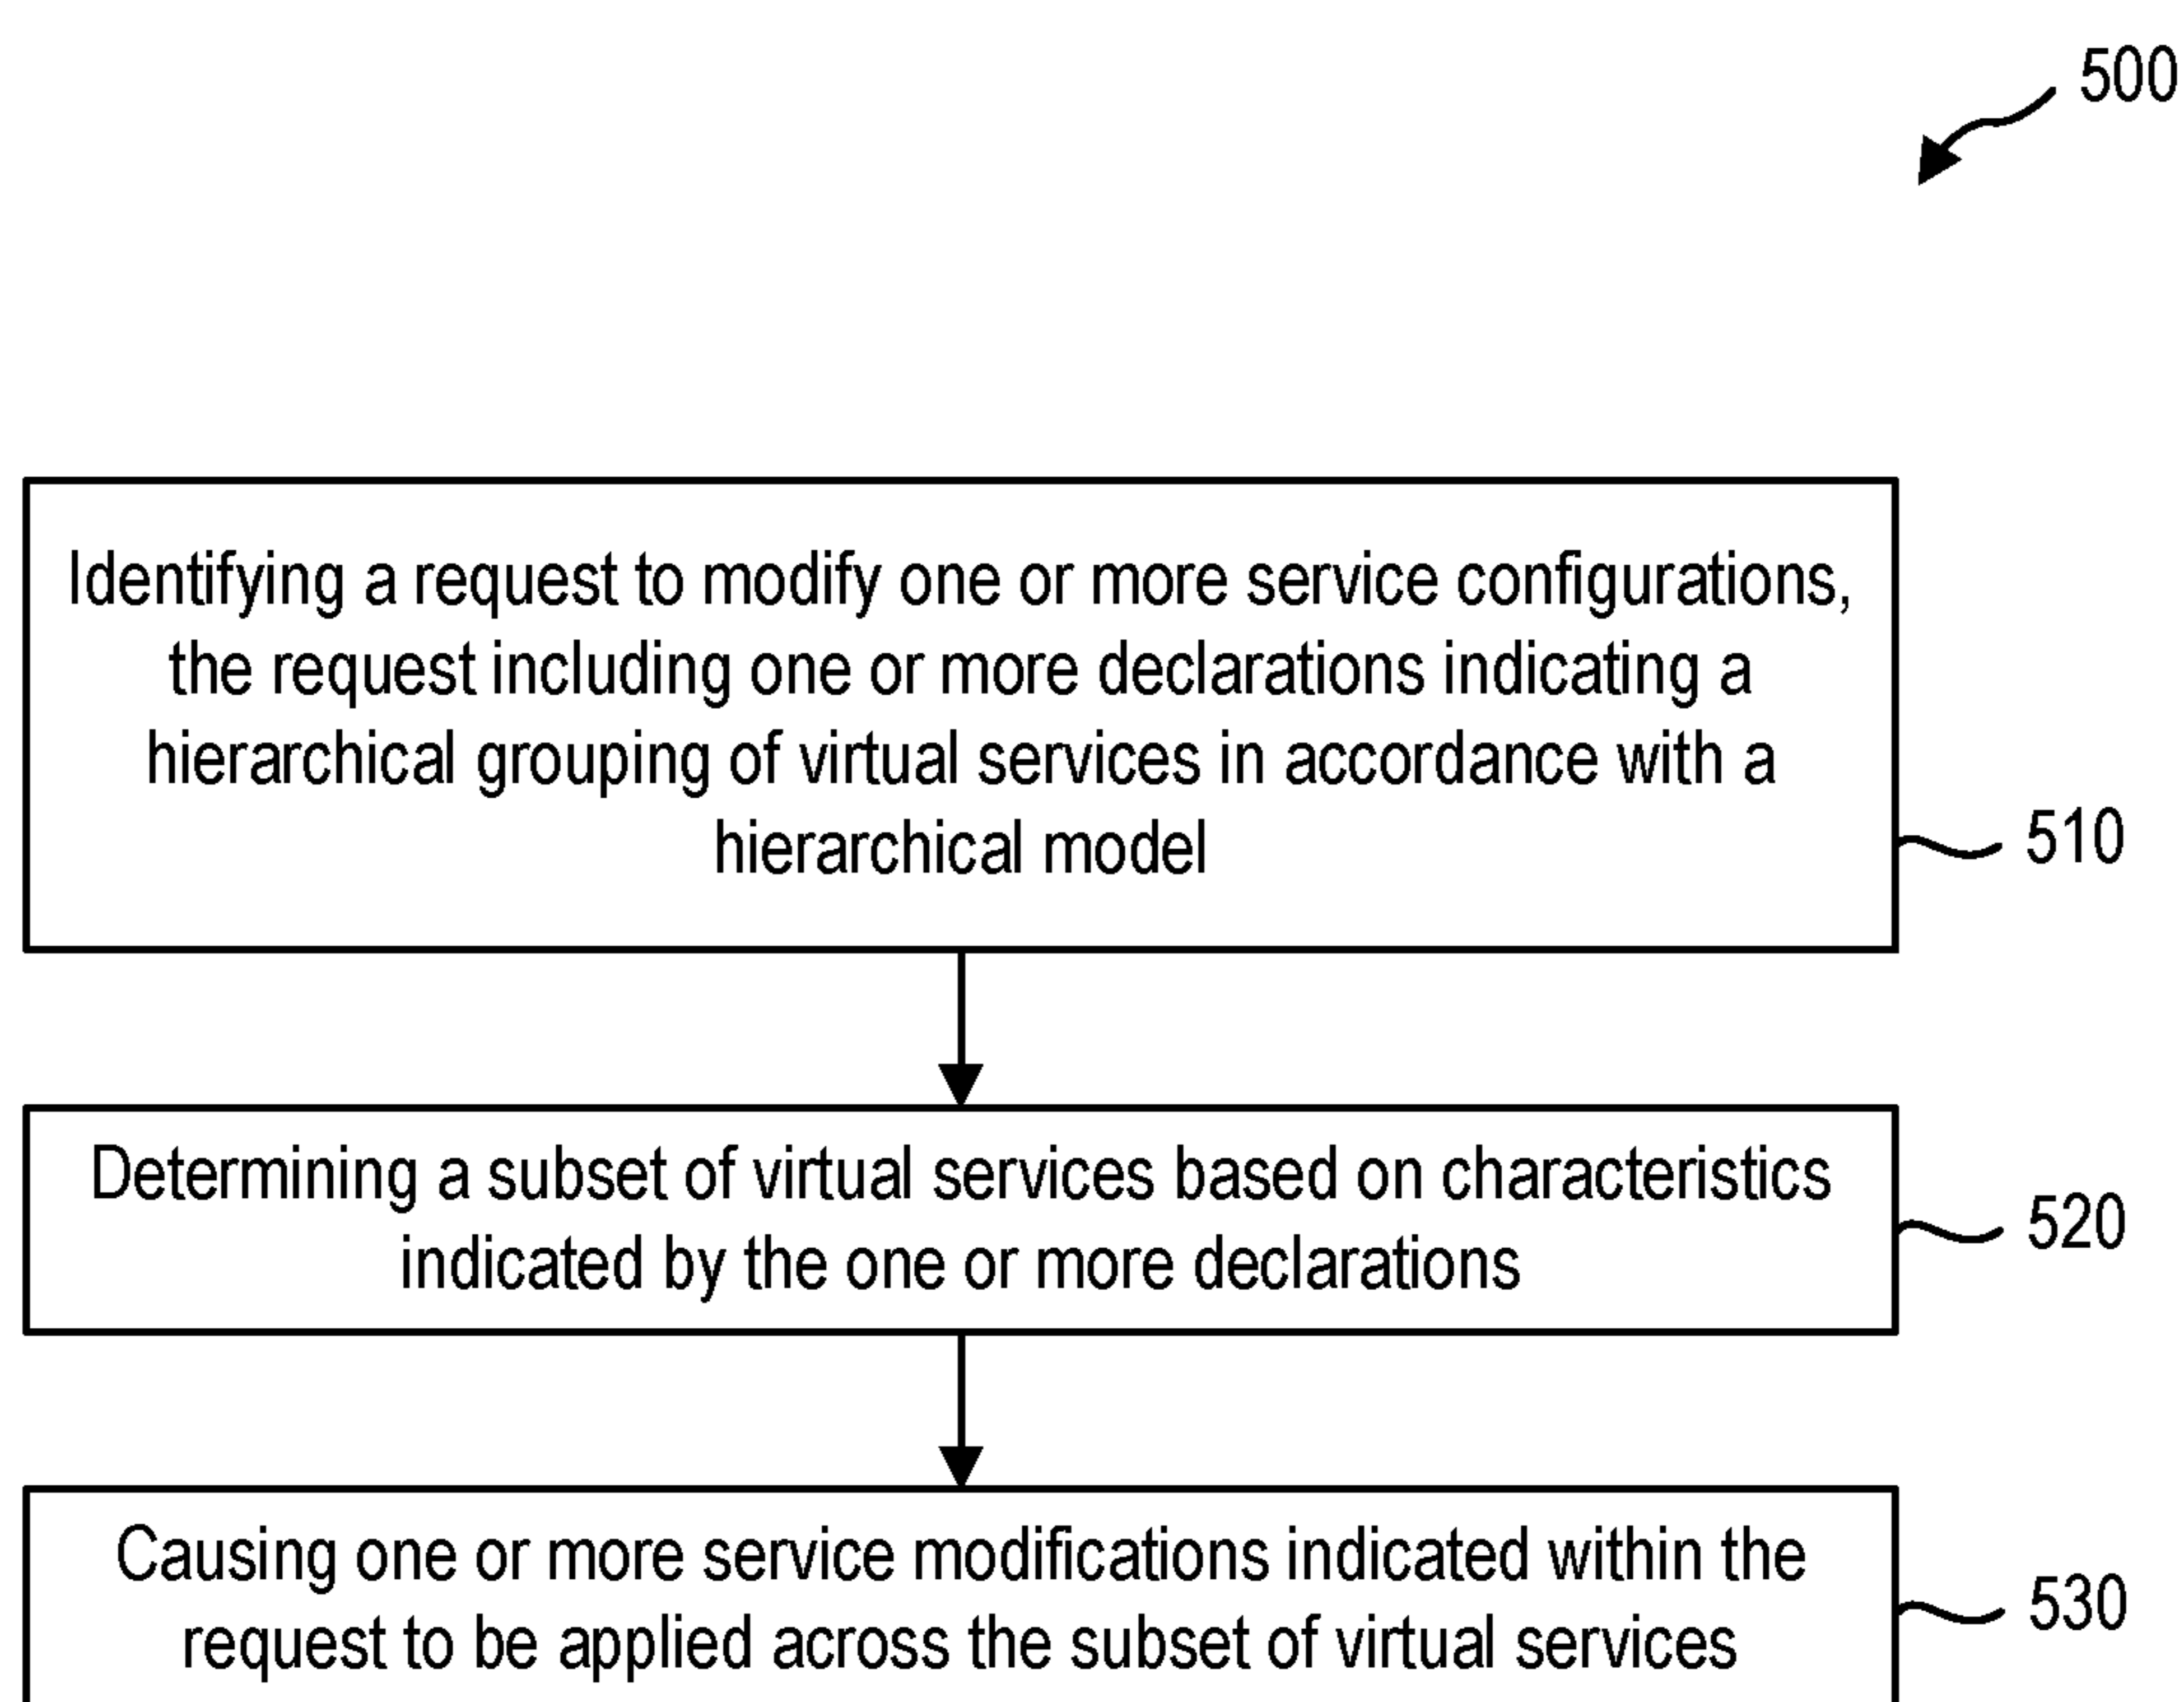 500
Identifying a request to modify one or more service configurations,
the request including one or more declarations indicating a
hierarchical grouping of virtual services in accordance with a
hierarchical model
510
Determining a subset of virtual services based on characteristics
indicated by the one or more declarations
520
Causing one or more service modifications indicated within the
request to be applied across the subset of virtual services
530